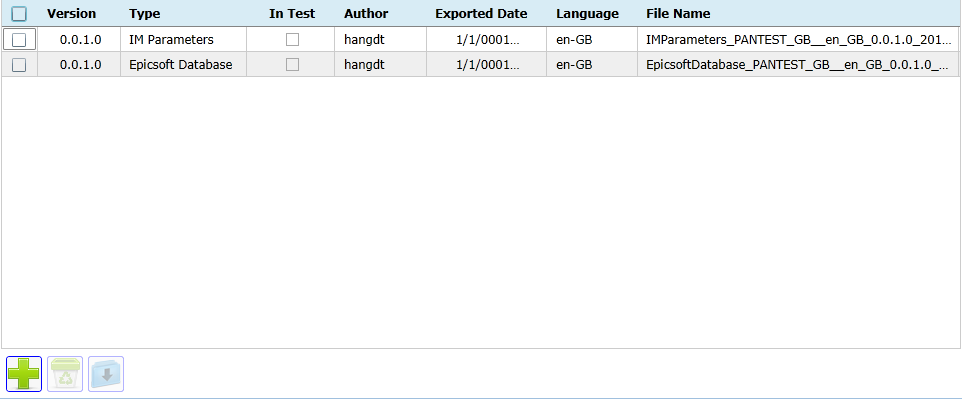 Version Type In Test Author Exported Date Language File Name
0.0.1.0 IM Parameters hangdt 1/1/0001... en-GB IMParameters_PANTEST_GB__en_GB_0.0.1.0_201...
0.0.1.0 Epicsoft Database hangdt 1/1/0001... en-GB EpicsoftDatabase_PANTEST_GB__en_GB_0.0.1.0_...